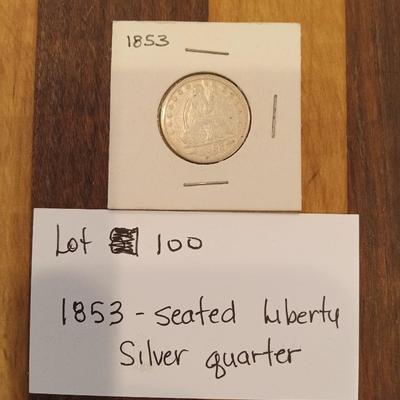 1853
Lot 100
1853 - seated Liberty
Silver quarter